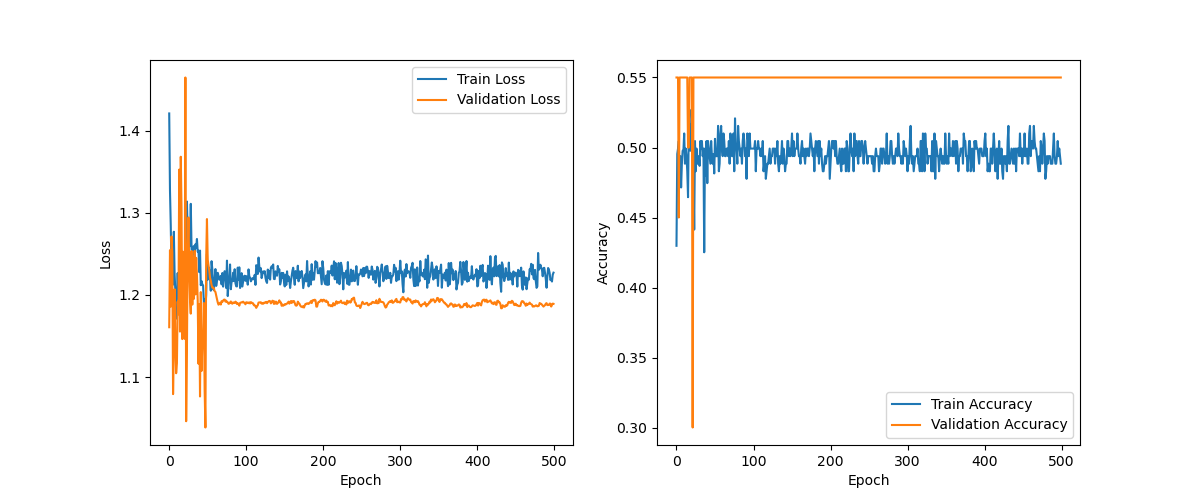 Train Loss
Validation Loss
1.4
1.3
1.2
1.1
Loss
0
100
200
300
400
500
Epoch
0.55
0.50
0.45
0.40
0.35
0.30
Accuracy
Train Accuracy
Validation Accuracy
0
100
200
300
400
500
Epoch